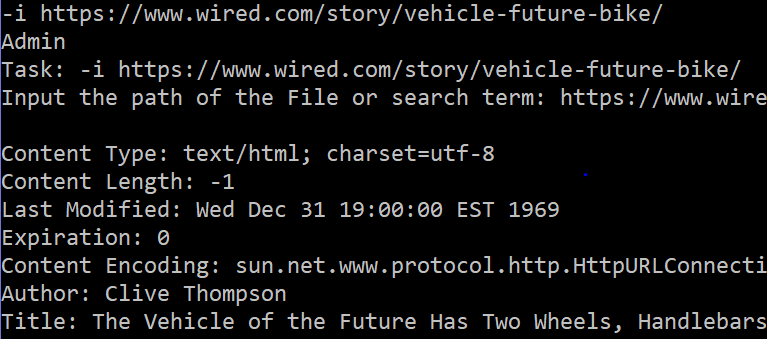 -i https://www.wired.com/story/vehicle-future-bike/
Admin
Task: -i https://www.wired.com/story/vehicle-future-bike/
Input the path of the File or search term: https://www.wire
Content Type: text/html; charset=utf-8
Content Length: -1
Last Modified: Wed Dec 31 19:00:00 EST 1969
Expiration: 0
Content Encoding: sun.net.www.protocol.http.HttpURLConnecti
Author: Clive Thompson
Title: The Vehicle of the Future Has Two Wheels, Handlebars